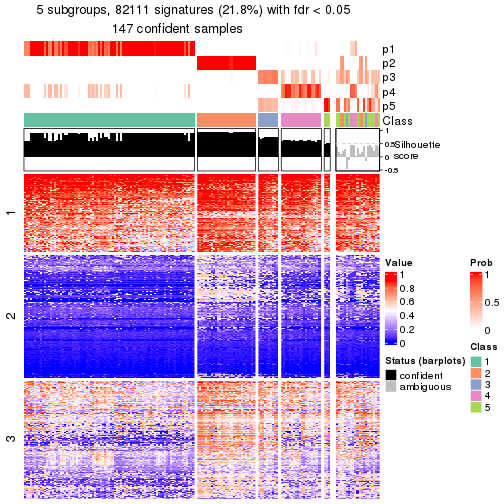 5 subgroups, 82111 signatures (21.8%) with fdr < 0.05
147 confident samples
p1
p2
p3
p4
p5
Class
1
0.5
0
-0.5
Silhouette
score
1
2
3
Value
1
0.8
0.6
0.4
0.2
0
Prob
1
0.5
0
Status (barplots)
confident
ambiguous
Class
1
2
3
4
5